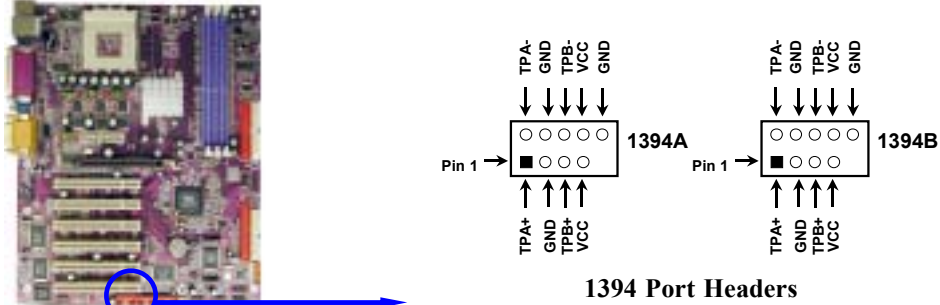 TPA- GND TPB- VCC GND
1394A
Pin 1
TPA+ GND TPB+ VCC
TPA- GND TPB- VCC GND
1394B
Pin 1
TPA+ GND TPB+ VCC
1394 Port Headers